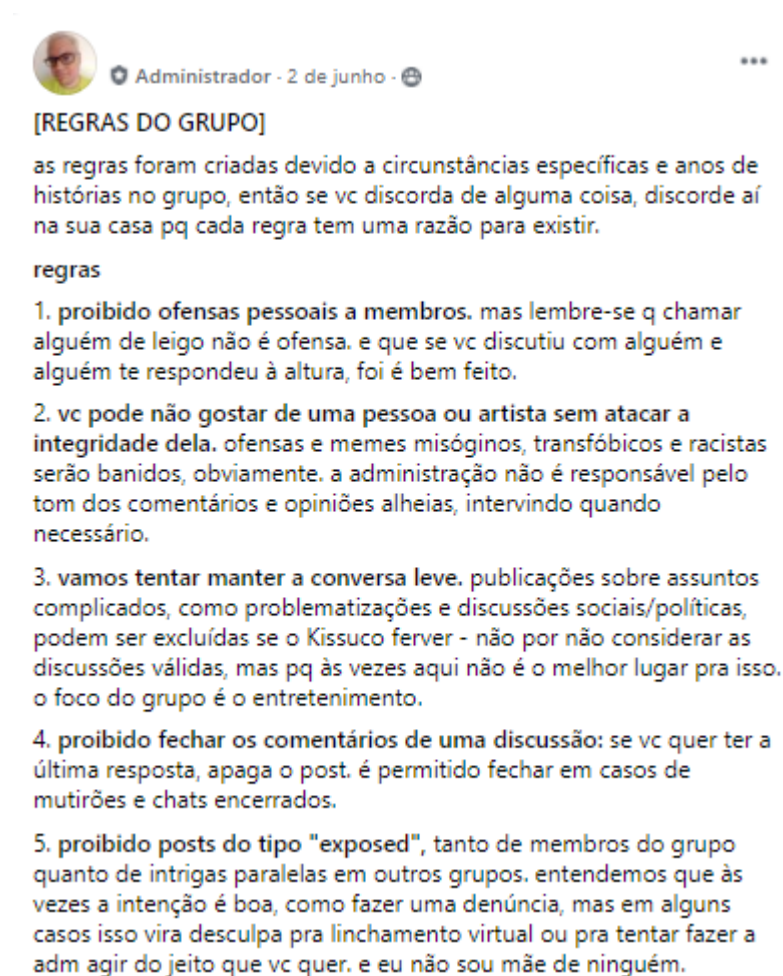 Administrador · 2 de junho ·
[REGRAS DO GRUPO]
as regras foram criadas devido a circunstâncias específicas e anos de
histórias no grupo, então se vc discorda de alguma coisa, discorde aí
na sua casa pq cada regra tem uma razão para existir.
regras
1. proibido ofensas pessoais a membros. mas lembre-se q chamar
alguém de leigo não é ofensa. e que se vc discutiu com alguém e
alguém te respondeu à altura, foi é bem feito.
2. vc pode não gostar de uma pessoa ou artista sem atacar a
integridade dela. ofensas e memes misóginos, transfóbicos e racistas
serão banidos, obviamente. a administração não é responsável pelo
tom dos comentários e opiniões alheias, intervindo quando
necessário.
3. vamos tentar manter a conversa leve. publicações sobre assuntos
complicados, como problematizações e discussões sociais/políticas,
podem ser excluídas se o Kissuco ferver - não por não considerar as
discussões válidas, mas pq às vezes aqui não é o melhor lugar pra isso.
o foco do grupo é o entretenimento.
4. proibido fechar os comentários de uma discussão: se vc quer ter a
última resposta, apaga o post. é permitido fechar em casos de
mutirões e chats encerrados.
5. proibido posts do tipo "exposed", tanto de membros do grupo
quanto de intrigas paralelas em outros grupos. entendemos que às
vezes a intenção é boa, como fazer uma denúncia, mas em alguns
casos isso vira desculpa pra linchamento virtual ou pra tentar fazer a
adm agir do jeito que vc quer. e eu não sou mãe de ninguém.